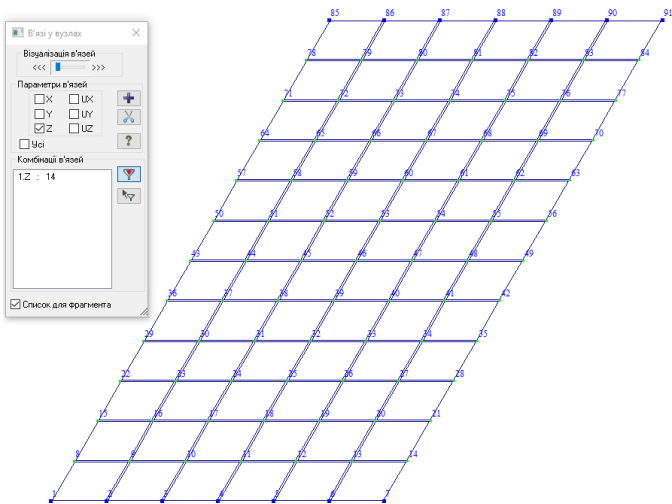 В'язі у вузлах
Візуалізація в'язей
<<< >>>
Параметри в'язей
X UX
Y UY
Z UZ
Усі
?
Комбінації в'язей
1.Z : 14
Список для фрагмента
85 86 87 88 89 90 91
78 79 80 81 82 83 84
71 72 73 74 75 76 77
64 65 66 67 68 69 70
57 58 59 60 61 62 63
50 51 52 53 54 55 56
43 44 45 46 47 48 49
36 37 38 39 40 41 42
29 30 31 32 33 34 35
22 23 24 25 26 27 28
15 16 17 18 19 20 21
8 9 10 11 12 13 14
1 2 3 4 5 6 7